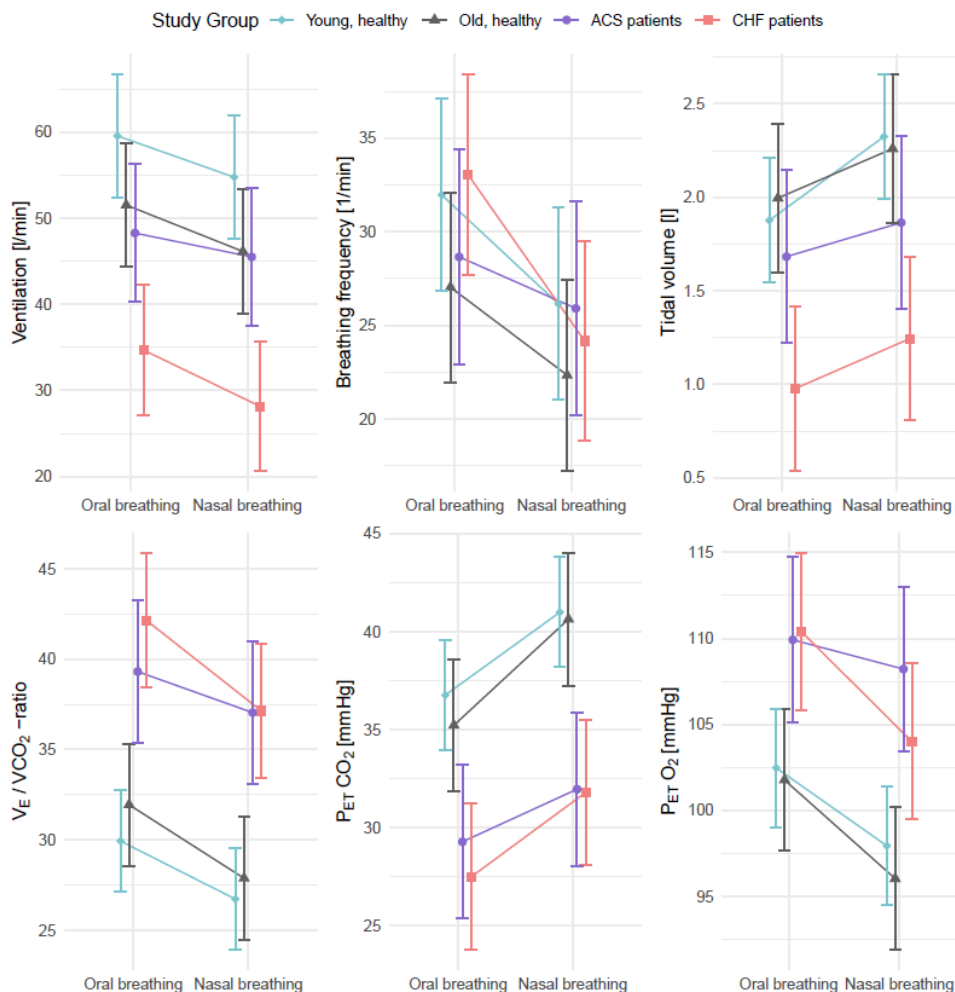 Study Group Young, healthy Old, healthy ACS patients CHF patients
Ventilation [l/min]
60
50
40
30
20
Oral breathing Nasal breathing
Breathing frequency [1/min]
35
30
25
20
Oral breathing Nasal breathing
Tidal volume [l]
2.5
2.0
1.5
1.0
0.5
Oral breathing Nasal breathing
VE / VCO2 −ratio
45
40
35
30
25
Oral breathing Nasal breathing
PET CO2 [mmHg]
45
40
35
30
25
Oral breathing Nasal breathing
PET O2 [mmHg]
115
110
105
100
95
Oral breathing Nasal breathing